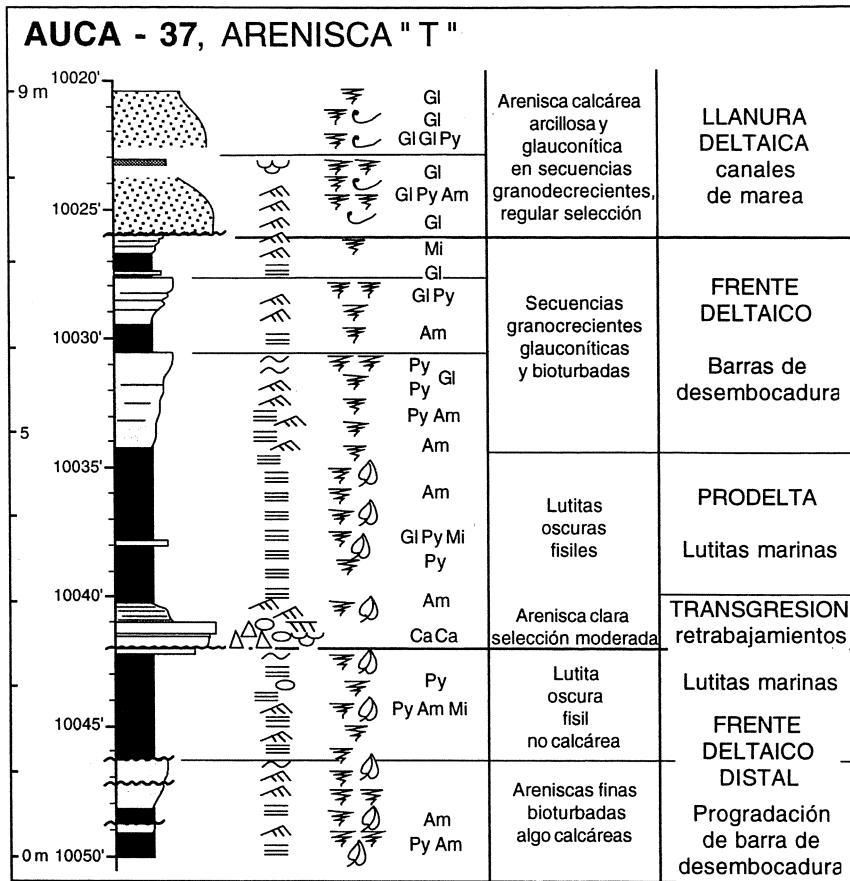 AUCA - 37, ARENISCA " T "
9 m
10020'
10025'
10030'
5
10035'
10040'
10045'
0 m 10050'
Gl
Gl
Gl Gl Py
Gl
Gl Py Am
Gl
Mi
Gl
Gl Py
Am
Py
Gl
Py
Py Am
Am
Am
Gl Py Mi
Py
Am
Ca Ca
Py
Py Am Mi
Am
Py Am
Arenisca calcárea
arcillosa y
glauconítica
en secuencias
granodecrecientes,
regular selección
Secuencias
granocrecientes
glauconíticas
y bioturbadas
Lutitas
oscuras
fisiles
Arenisca clara
selección moderada
Lutita
oscura
fisil
no calcárea
Areniscas finas
bioturbadas
algo calcáreas
LLANURA
DELTAICA
canales
de marea
FRENTE
DELTAICO
Barras de
desembocadura
PRODELTA
Lutitas marinas
TRANSGRESION
retrabajamientos
Lutitas marinas
FRENTE
DELTAICO
DISTAL
Progradación
de barra de
desembocadura